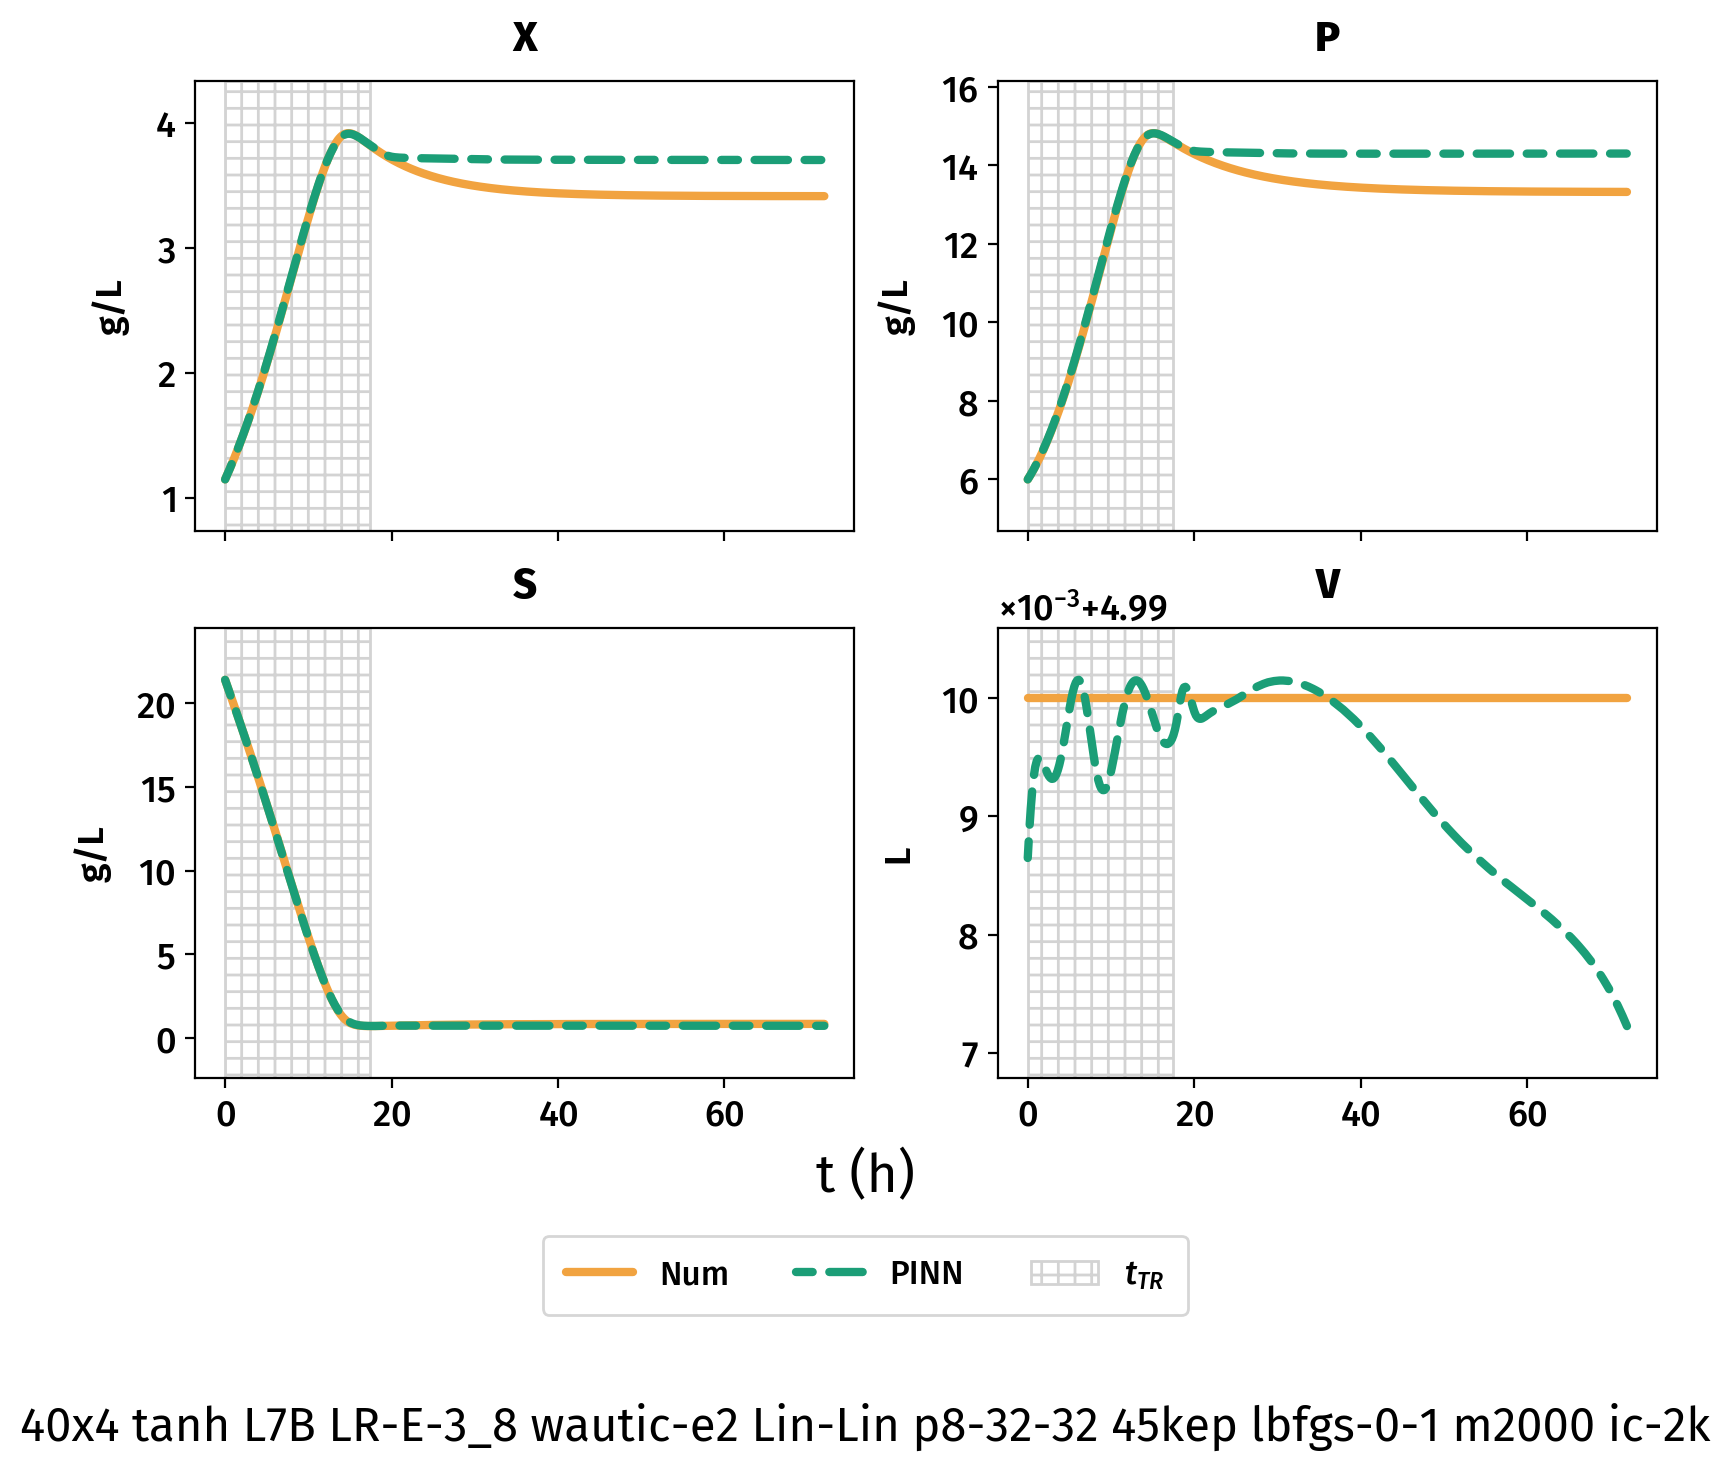 X
P
4
3
2
1
g/L
16
14
12
10
8
6
g/L
S
V
×10⁻³+4.99
20
15
10
5
0
g/L
10
9
8
7
L
0 20 40 60
0 20 40 60
t (h)
Num PINN t_TR
40x4 tanh L7B LR-E-3_8 wautic-e2 Lin-Lin p8-32-32 45kep lbfgs-0-1 m2000 ic-2k